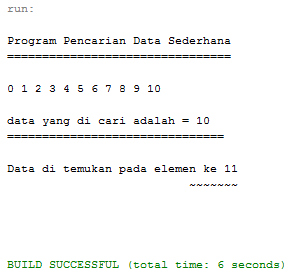 run:
Program Pencarian Data Sederhana
================================
0 1 2 3 4 5 6 7 8 9 10
data yang di cari adalah = 10
===============================
Data di temukan pada elemen ke 11
~~~~~~~
BUILD SUCCESSFUL (total time: 6 seconds)